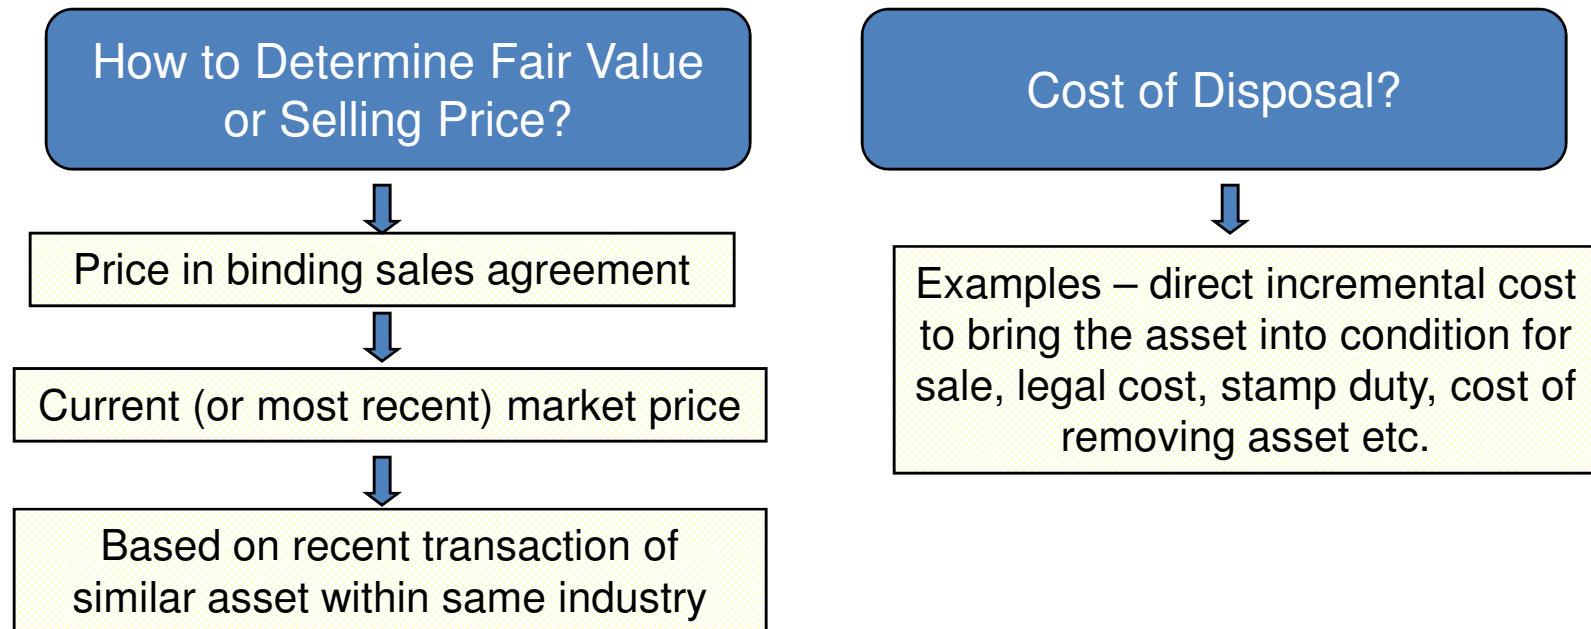 How to Determine Fair Value
or Selling Price?
Price in binding sales agreement
Current (or most recent) market price
Based on recent transaction of
similar asset within same industry
Cost of Disposal?
Examples – direct incremental cost
to bring the asset into condition for
sale, legal cost, stamp duty, cost of
removing asset etc.